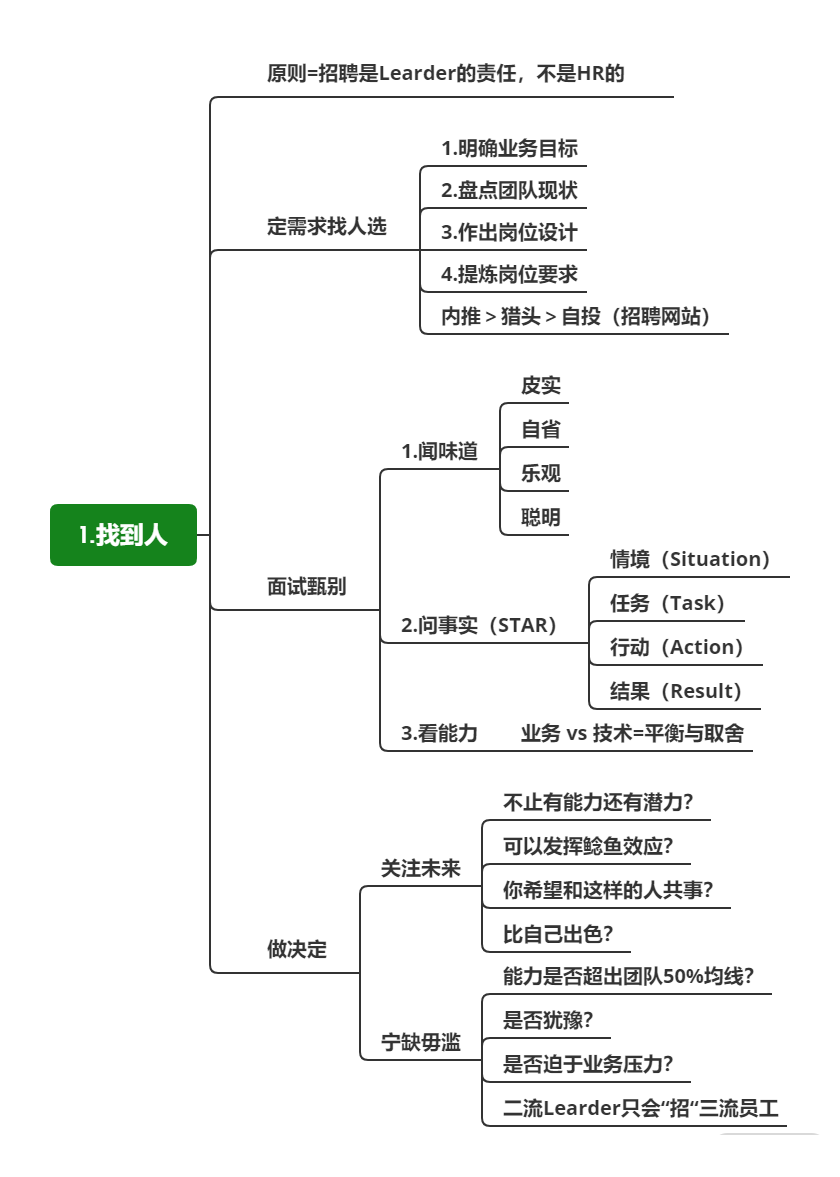 原则=招聘是Learder的责任，不是HR的
1.明确业务目标
2.盘点团队现状
定需求找人选
3.作出岗位设计
4.提炼岗位要求
内推＞猎头＞自投（招聘网站）
皮实
自省
1.闻味道
乐观
聪明
1.找到人
情境（Situation）
面试甄别
任务（Task）
2.问事实（STAR）
行动（Action）
结果（Result）
3.看能力 业务 vs 技术=平衡与取舍
不止有能力还有潜力?
可以发挥鲶鱼效应?
关注未来
你希望和这样的人共事?
比自己出色?
做决定
能力是否超出团队50%均线?
是否犹豫?
宁缺毋滥
是否迫于业务压力?
二流Learder只会“招“三流员工